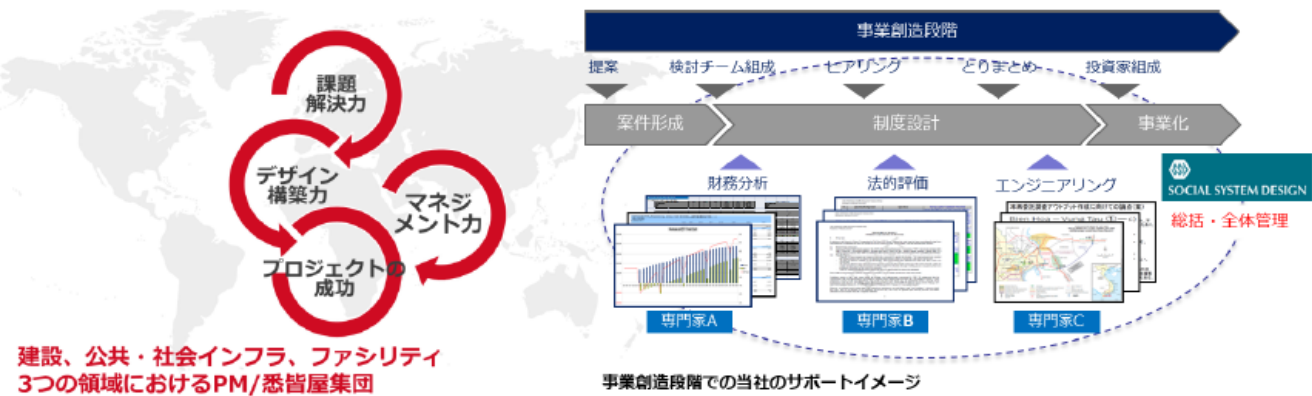 課題
解決力
デザイン
構築力
マネジ
メント力
プロジェクトの
成功
建設、公共・社会インフラ、ファシリティ
3つの領域におけるPM/悉皆屋集団
事業創造段階
提案
検討チーム組成
ヒアリング
とりまとめ
投資家組成
案件形成
制度設計
事業化
財務分析
法的評価
エンジニアリング
SOCIAL SYSTEM DESIGN
総括・全体管理
専門家A
専門家B
専門家C
事業創造段階での当社のサポートイメージ